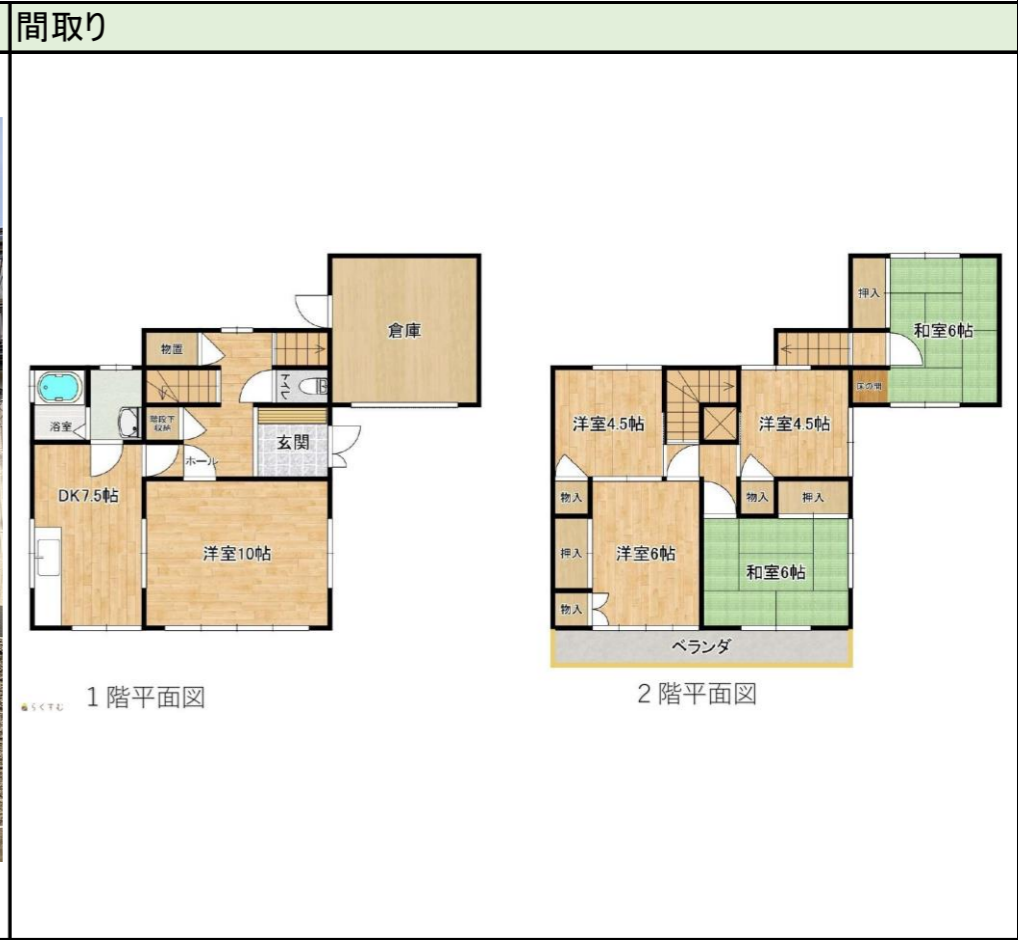 間取り
倉庫
物置
トイレ
浴室
階段下
収納
玄関
ホール
DK7.5帖
洋室10帖
1階平面図
らくすむ
押入
和室6帖
床の間
洋室4.5帖
洋室4.5帖
物入
物入
押入
押入
洋室6帖
和室6帖
物入
ベランダ
2階平面図